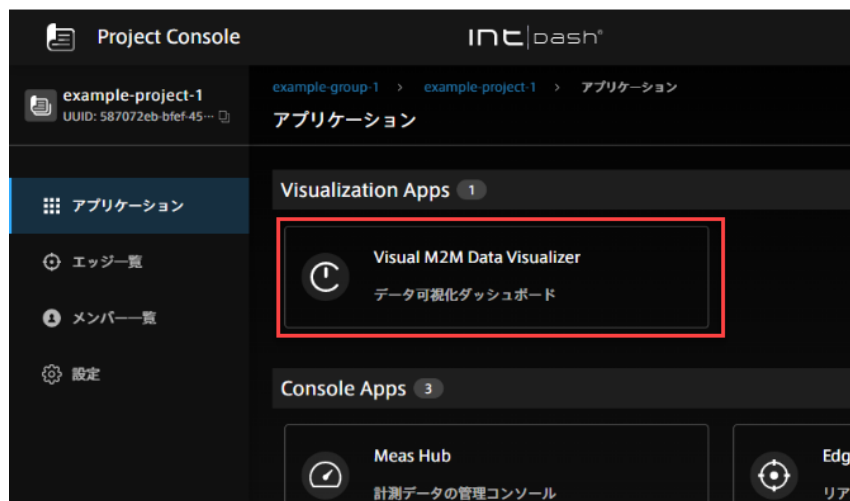 Project Console
intdash®
example-project-1
UUID: 587072eb-bfef-45…
example-group-1 > example-project-1 > アプリケーション
アプリケーション
アプリケーション
エッジ一覧
メンバー一覧
設定
Visualization Apps 1
Visual M2M Data Visualizer
データ可視化ダッシュボード
Console Apps 3
Meas Hub
計測データの管理コンソール
Edg
リア